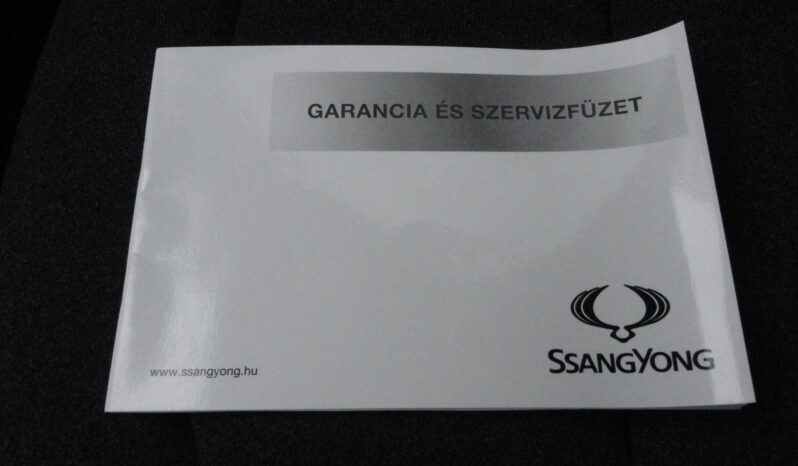 GARANCIA ÉS SZERVIZFÜZET
SSANGYONG
www.ssangyong.hu